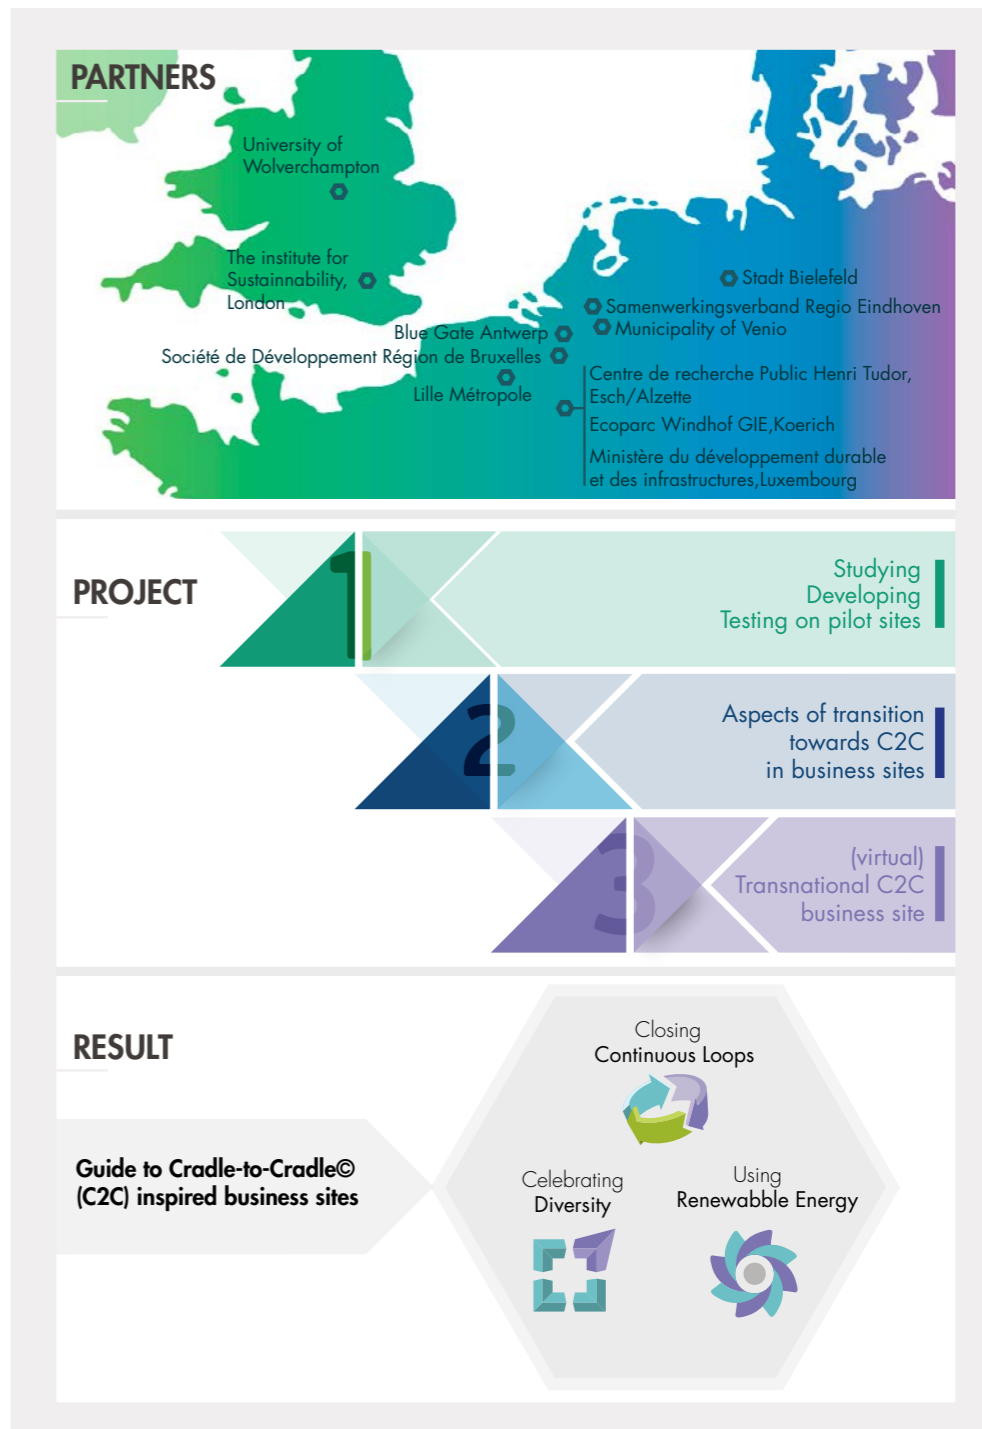 PARTNERS
University of
Wolverchampton
The institute for
Sustainnability,
London
Stadt Bielefeld
Samenwerkingsverband Regio Eindhoven
Municipality of Venio
Blue Gate Antwerp
Société de Développement Région de Bruxelles
Lille Métropole
Centre de recherche Public Henri Tudor,
Esch/Alzette
Ecoparc Windhof GIE,Koerich
Ministère du développement durable
et des infrastructures,Luxembourg
PROJECT
1
Studying
Developing
Testing on pilot sites
2
Aspects of transition
towards C2C
in business sites
3
(virtual)
Transnational C2C
business site
RESULT
Guide to Cradle-to-Cradle©
(C2C) inspired business sites
Closing
Continuous Loops
Celebrating
Diversity
Using
Renewabble Energy